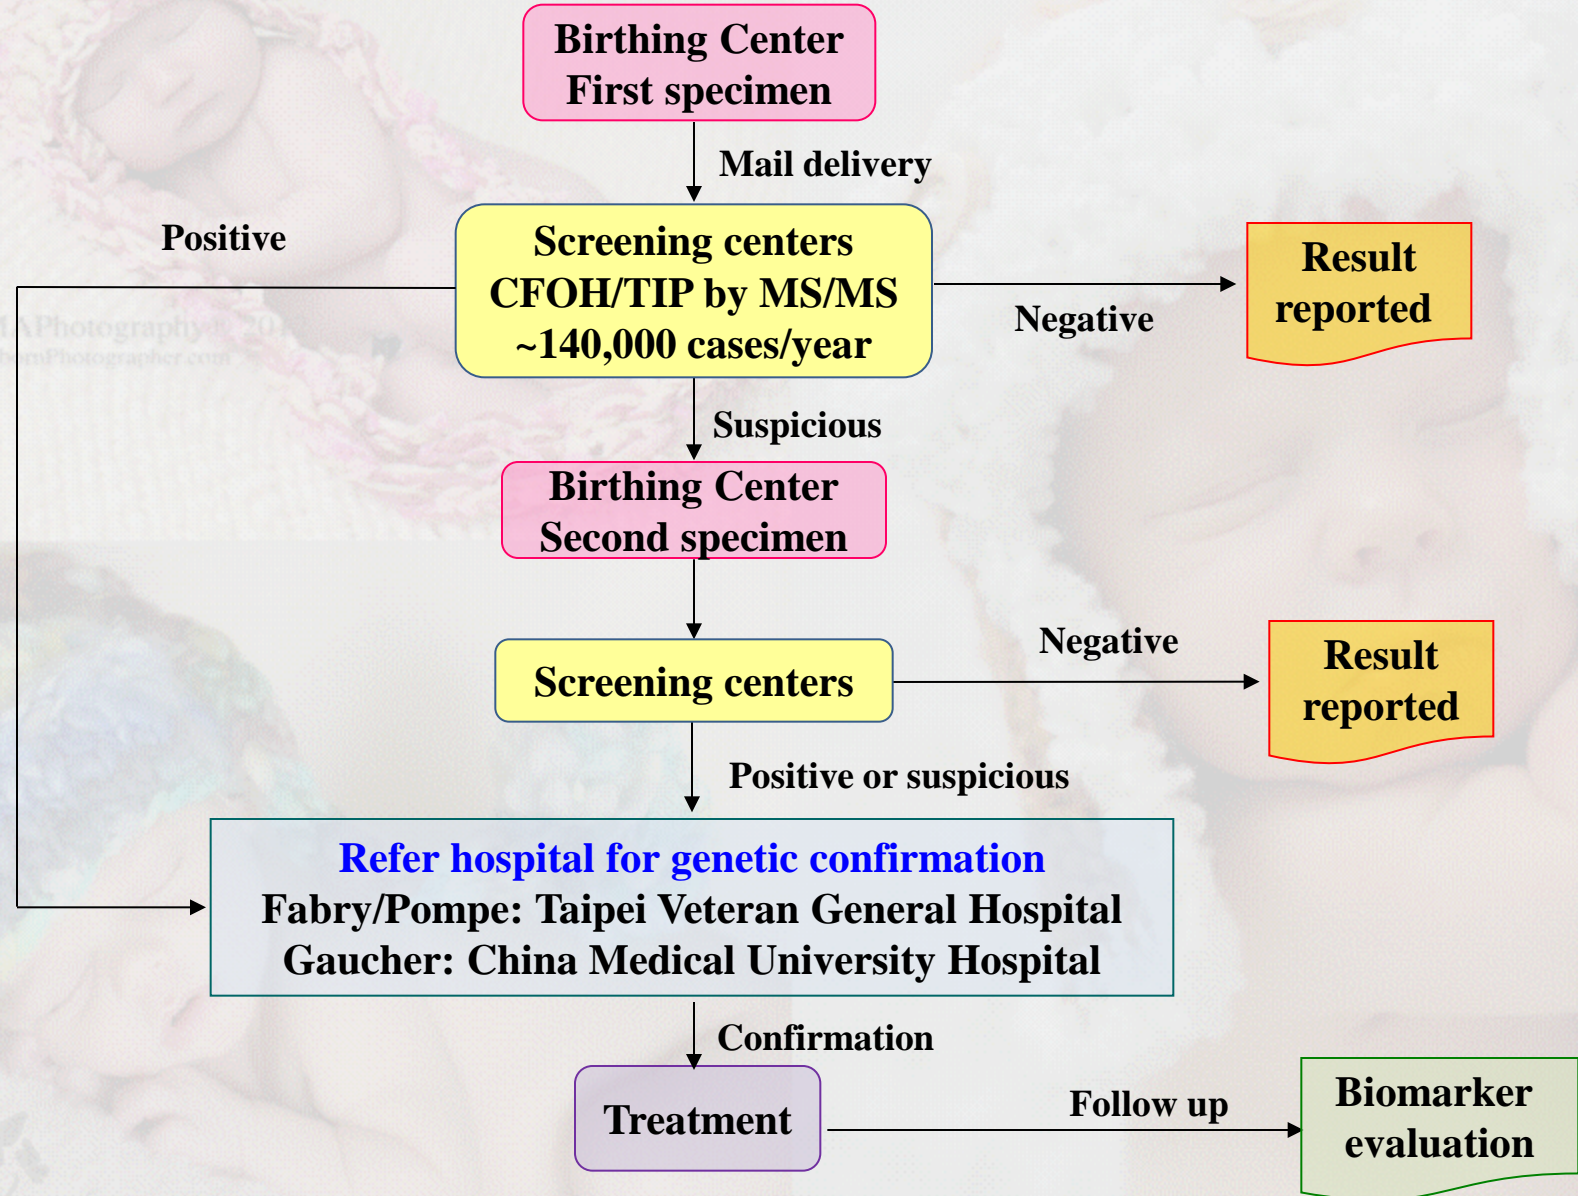 Birthing Center
First specimen
Mail delivery
Positive
Screening centers
CFOH/TIP by MS/MS
~140,000 cases/year
Negative
Result
reported
Suspicious
Birthing Center
Second specimen
Screening centers
Negative
Result
reported
Positive or suspicious
Refer hospital for genetic confirmation
Fabry/Pompe: Taipei Veteran General Hospital
Gaucher: China Medical University Hospital
Confirmation
Treatment
Follow up
Biomarker
evaluation